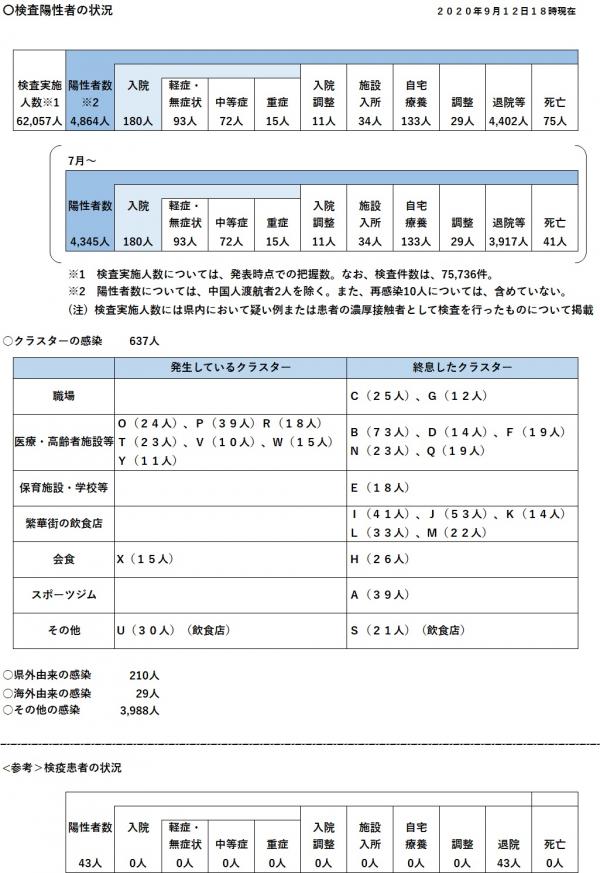 〇検査陽性者の状況
２０２０年９月１２日１８時現在
検査実施人数※1 陽性者数※2 入院 軽症・無症状 中等症 重症 入院調整 施設入所 自宅療養 調整 退院等 死亡
62,057人 4,864人 180人 93人 72人 15人 11人 34人 133人 29人 4,402人 75人
7月～
陽性者数 入院 軽症・無症状 中等症 重症 入院調整 施設入所 自宅療養 調整 退院等 死亡
4,345人 180人 93人 72人 15人 11人 34人 133人 29人 3,917人 41人
※1　検査実施人数については、発表時点での把握数。なお、検査件数は、75,736件。
※2　陽性者数については、中国人渡航者2人を除く。また、再感染10人については、含めていない。
（注）検査実施人数には県内において疑い例または患者の濃厚接触者として検査を行ったものについて掲載
〇クラスターの感染　637人
発生しているクラスター 終息したクラスター
職場 Ｃ（２５人）、Ｇ（１２人）
医療・高齢者施設等
Ｏ（２４人）、Ｐ（３９人）Ｒ（１８人）
Ｔ（２３人）、Ｖ（１０人）、Ｗ（１５人）
Ｙ（１１人）
Ｂ（７３人）、Ｄ（１４人）、Ｆ（１９人）
Ｎ（２３人）、Ｑ（１９人）
保育施設・学校等 Ｅ（１８人）
繁華街の飲食店
Ｉ（４１人）、Ｊ（５３人）、Ｋ（１４人）
Ｌ（３３人）、Ｍ（２２人）
会食 Ｘ（１５人） Ｈ（２６人）
スポーツジム Ａ（３９人）
その他 Ｕ（３０人）（飲食店） Ｓ（２１人）（飲食店）
〇県外由来の感染　210人
〇海外由来の感染　29人
〇その他の感染　3,988人
<参考>検疫患者の状況
陽性者数 入院 軽症・無症状 中等症 重症 入院調整 施設入所 自宅療養 調整 退院 死亡
43人 0人 0人 0人 0人 0人 0人 0人 0人 43人 0人